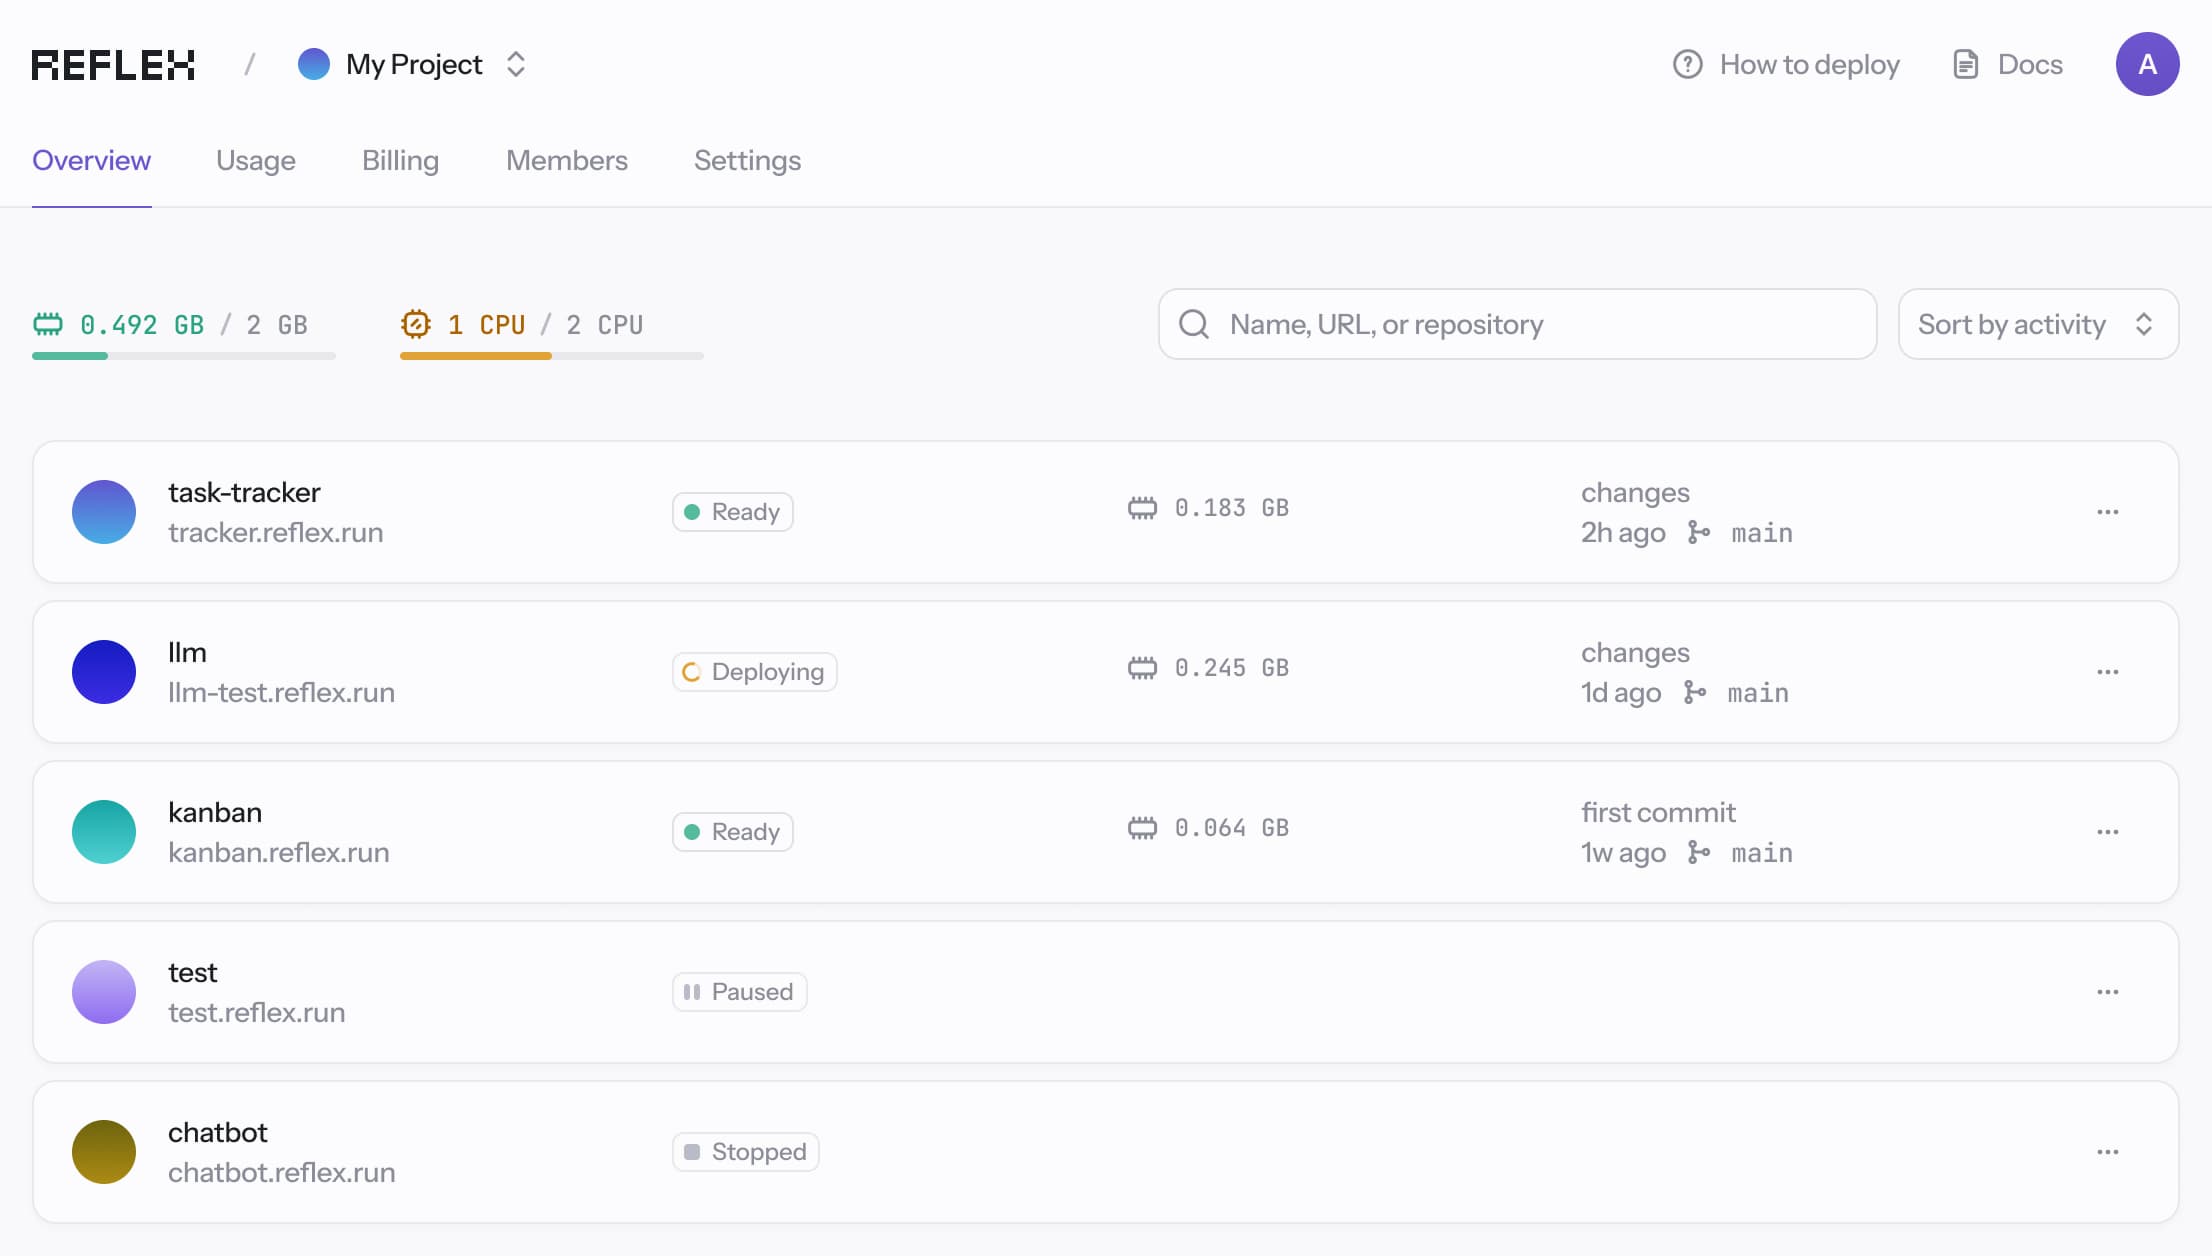 REFLEX / My Project
How to deploy
Docs
A
Overview
Usage
Billing
Members
Settings
0.492 GB / 2 GB
1 CPU / 2 CPU
Name, URL, or repository
Sort by activity
task-tracker
tracker.reflex.run
Ready
0.183 GB
changes
2h ago main
llm
llm-test.reflex.run
Deploying
0.245 GB
changes
1d ago main
kanban
kanban.reflex.run
Ready
0.064 GB
first commit
1w ago main
test
test.reflex.run
Paused
chatbot
chatbot.reflex.run
Stopped